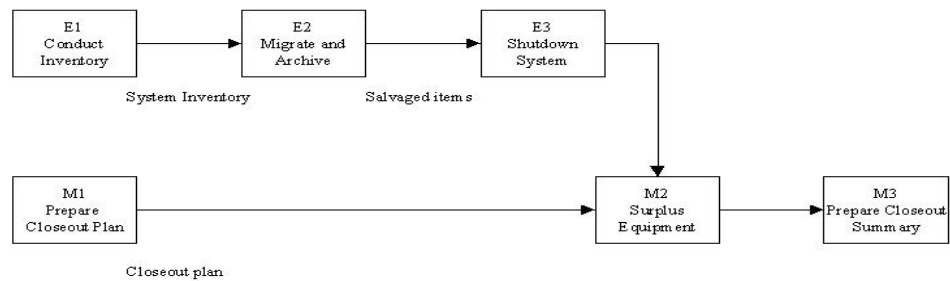 E1
Conduct
Inventory
E2
Migrate and
Archive
E3
Shutdown
System
System Inventory
Salvaged items
M1
Prepare
Closeout Plan
M2
Surplus
Equipment
M3
Prepare Closeout
Summary
Closeout plan